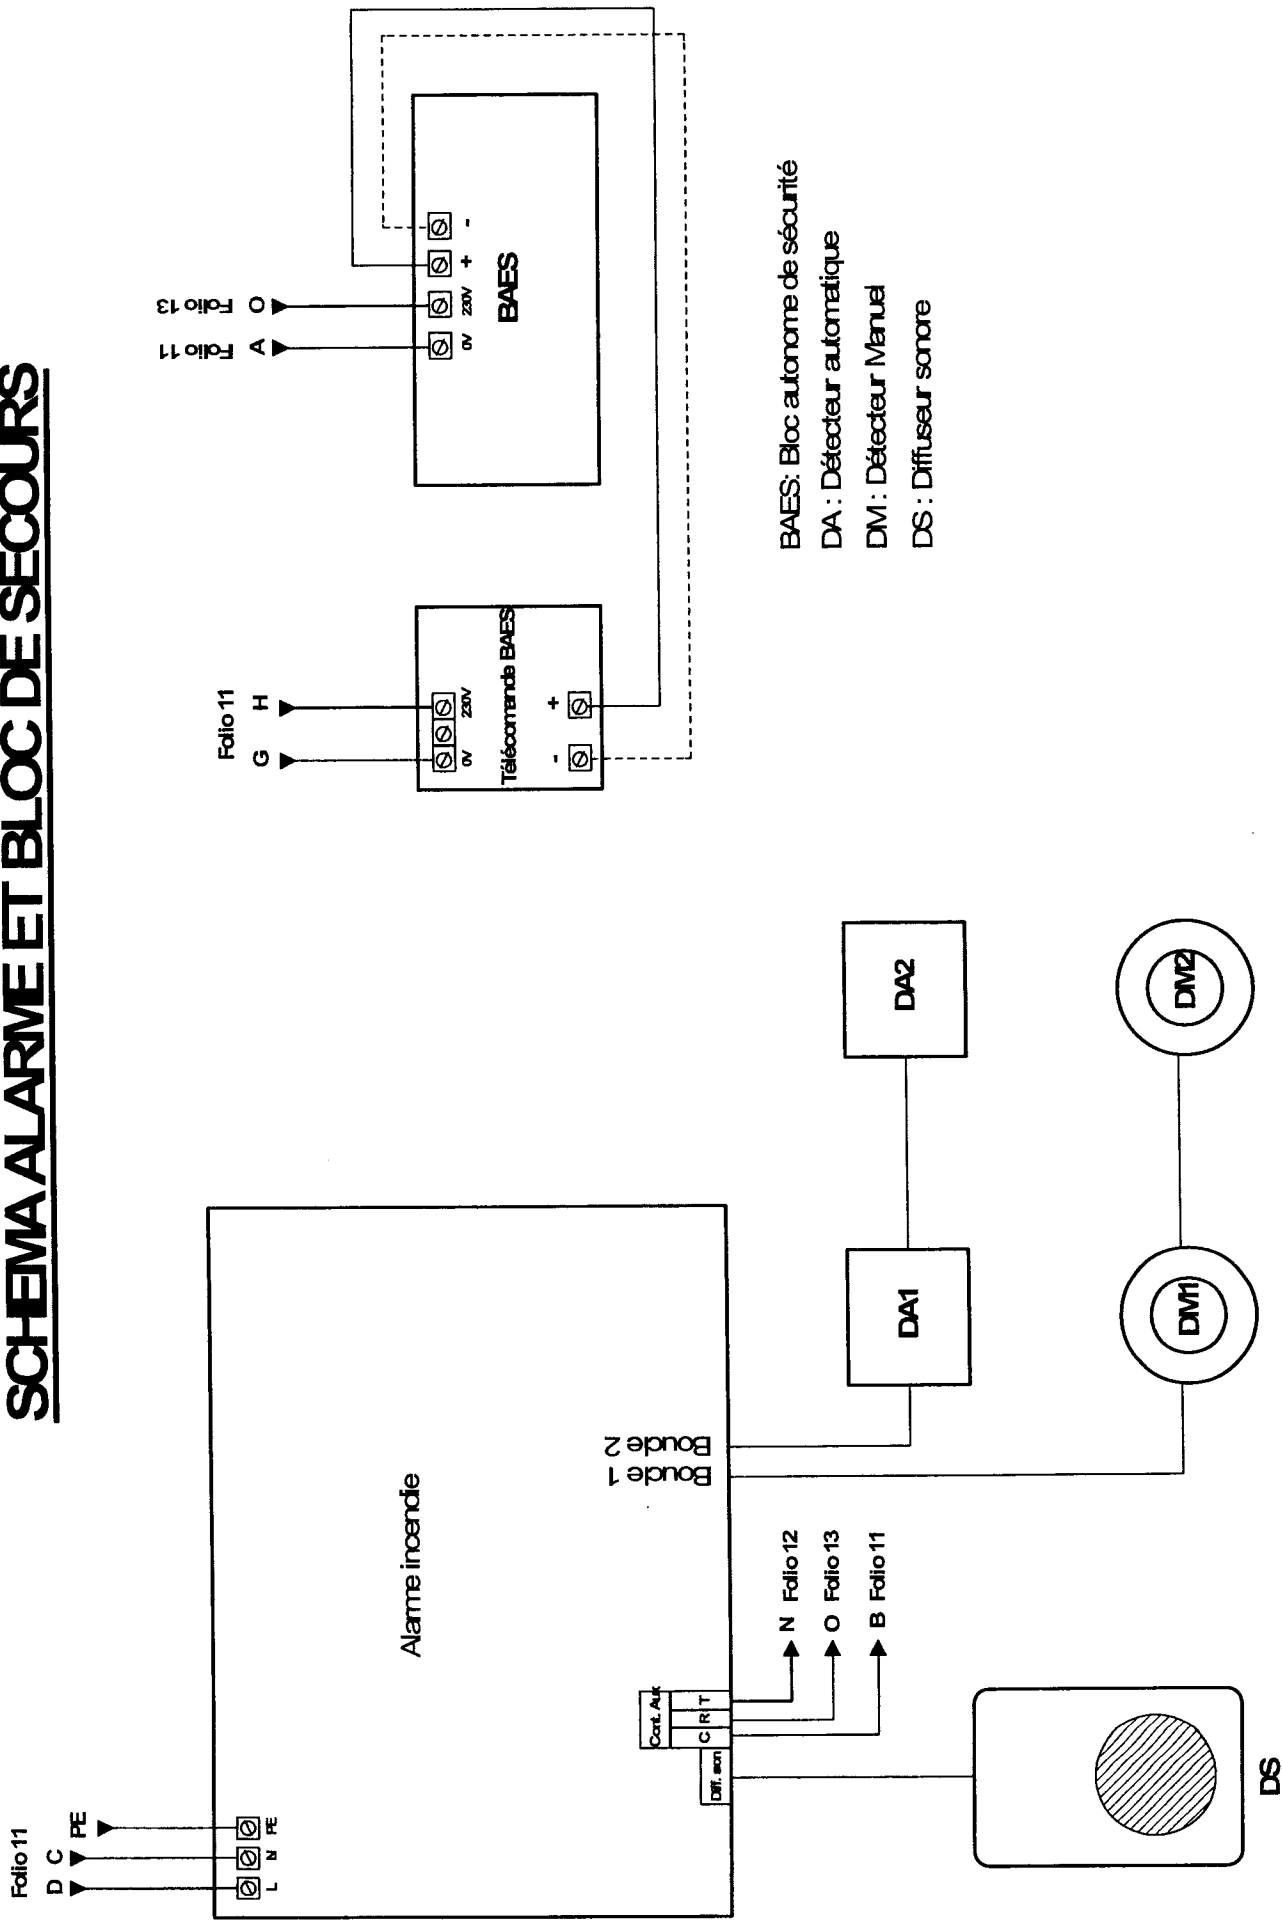 SCHEMA ALARME ET BLOC DE SECOURS
Folio 11
D
C
PE
L
N
PE
Alarme incendie
Boucle 1
Boucle 2
Cont. Aux
C
R
T
Diff. son
N Folio 12
O Folio 13
B Folio 11
DS
DA1
DA2
DM1
DM2
Folio 11
G
H
0V
230V
Télécomande BAES
-
+
Folio 11
A
Folio 13
O
0V
230V
+
-
BAES
BAES: Bloc autonome de sécurité
DA : Détecteur automatique
DM : Détecteur Manuel
DS : Diffuseur sonore